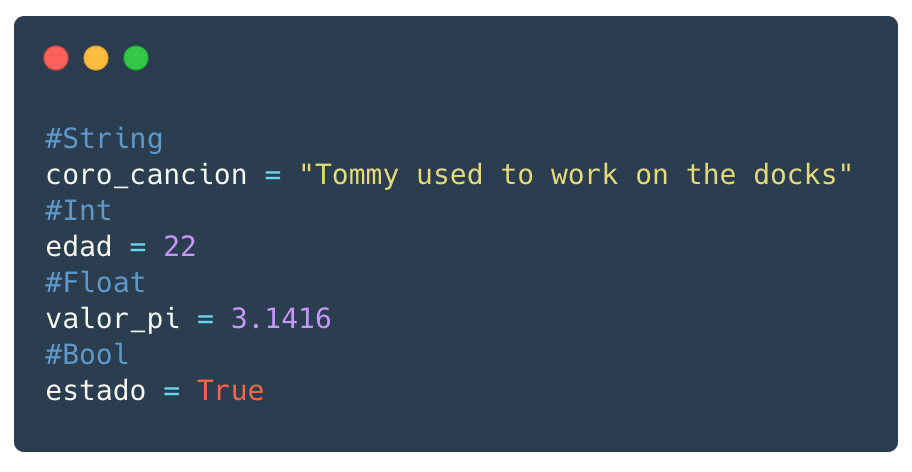 #String
coro_cancion = "Tommy used to work on the docks"
#Int
edad = 22
#Float
valor_pi = 3.1416
#Bool
estado = True